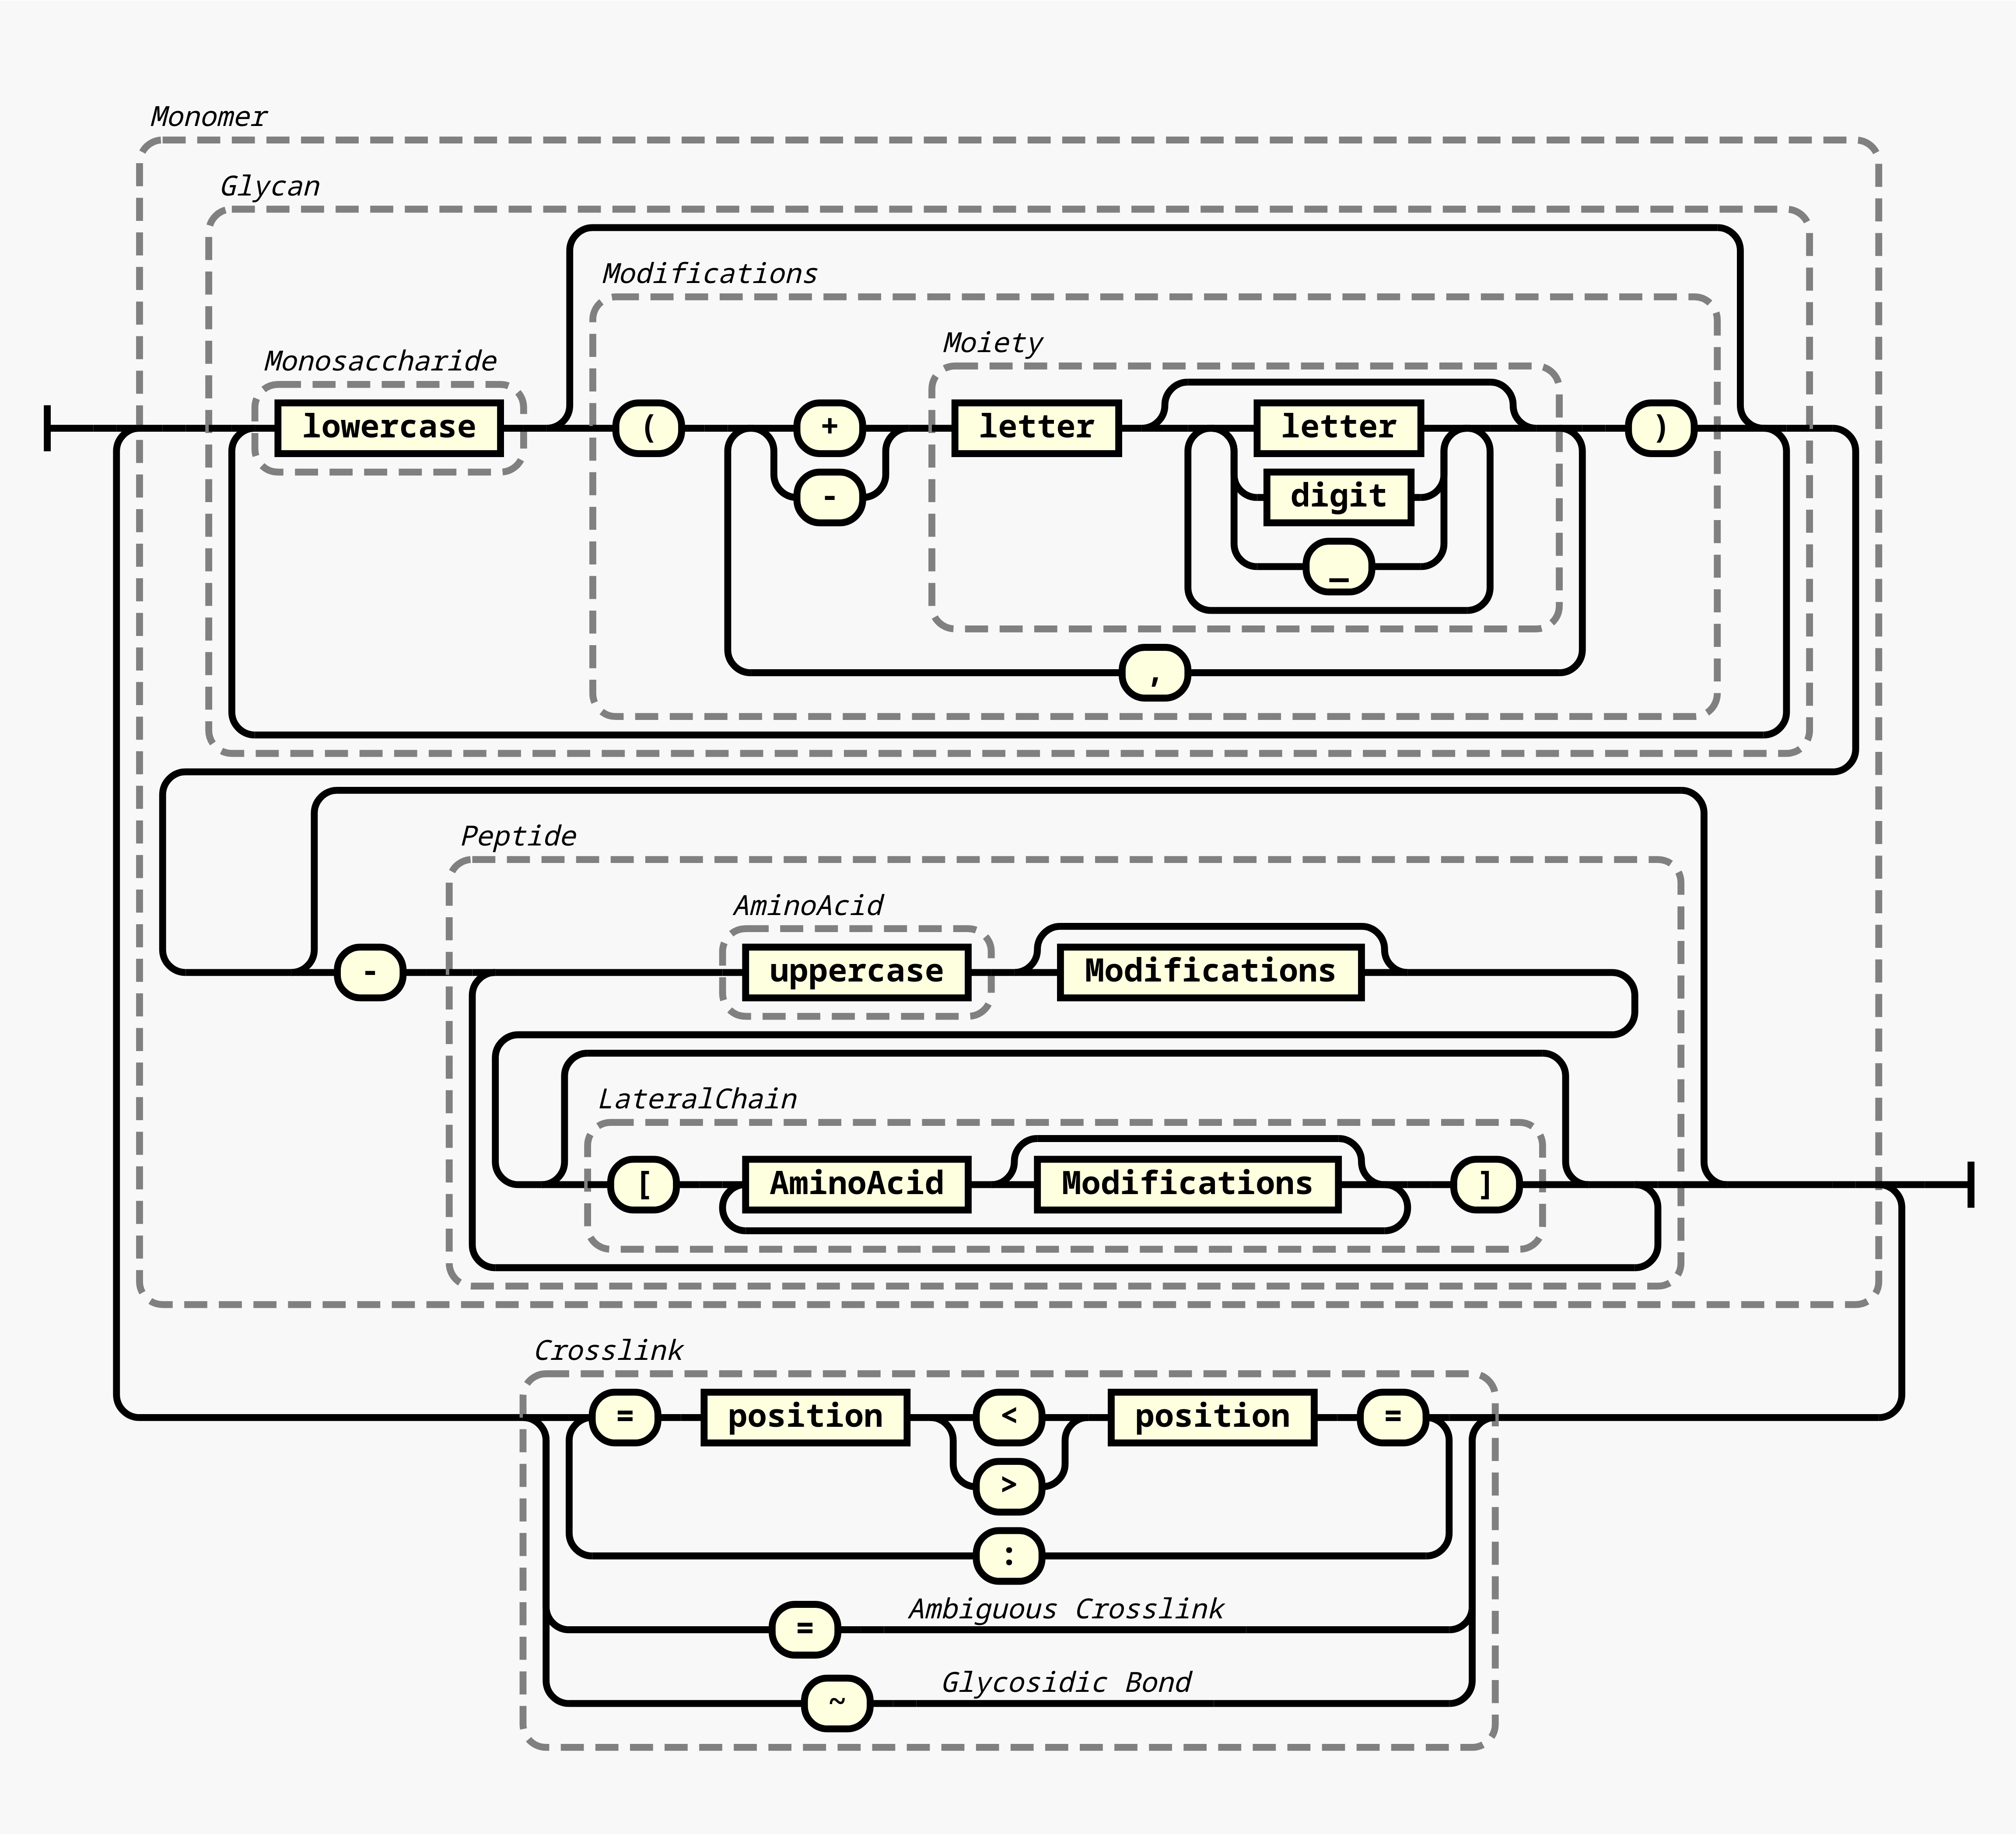 Monomer
Glycan
Modifications
Moiety
Monosaccharide
lowercase ( + letter letter )
- digit
_
,
Peptide
AminoAcid
- uppercase Modifications
LateralChain
[ AminoAcid Modifications ]
Crosslink
= position < position =
>
:
= Ambiguous Crosslink
~ Glycosidic Bond